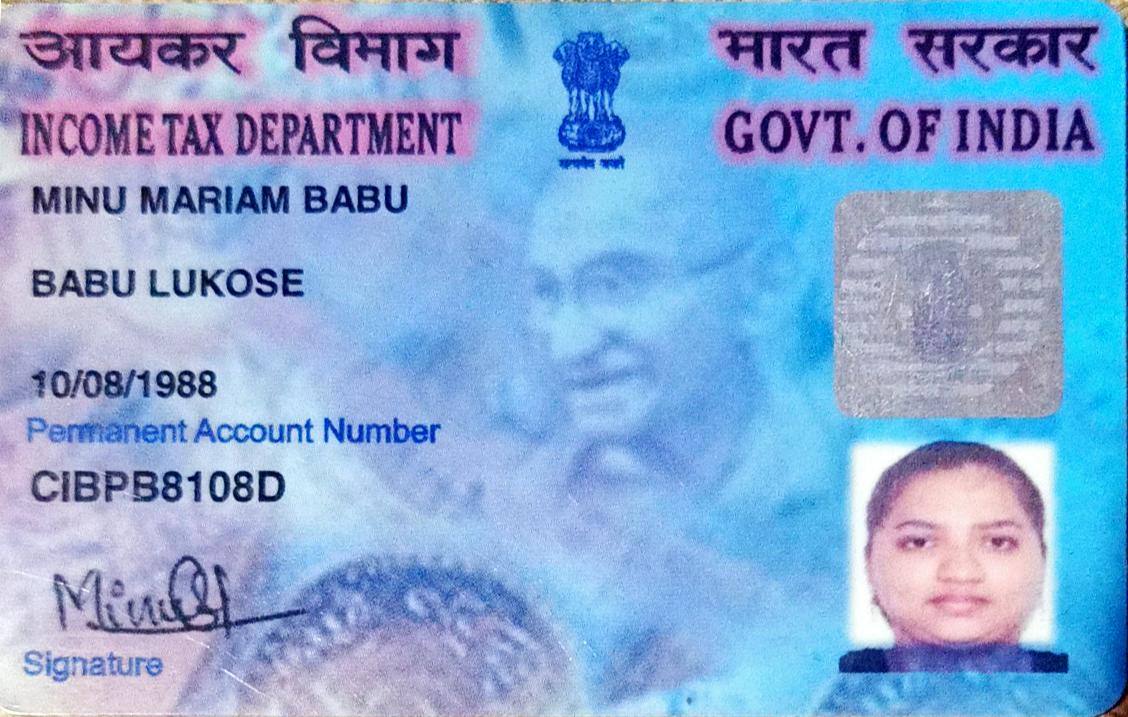 आयकर विभाग
भारत सरकार
INCOME TAX DEPARTMENT
GOVT. OF INDIA
सत्यमेव जयते
MINU MARIAM BABU
BABU LUKOSE
10/08/1988
Permanent Account Number
CIBPB8108D
Signature